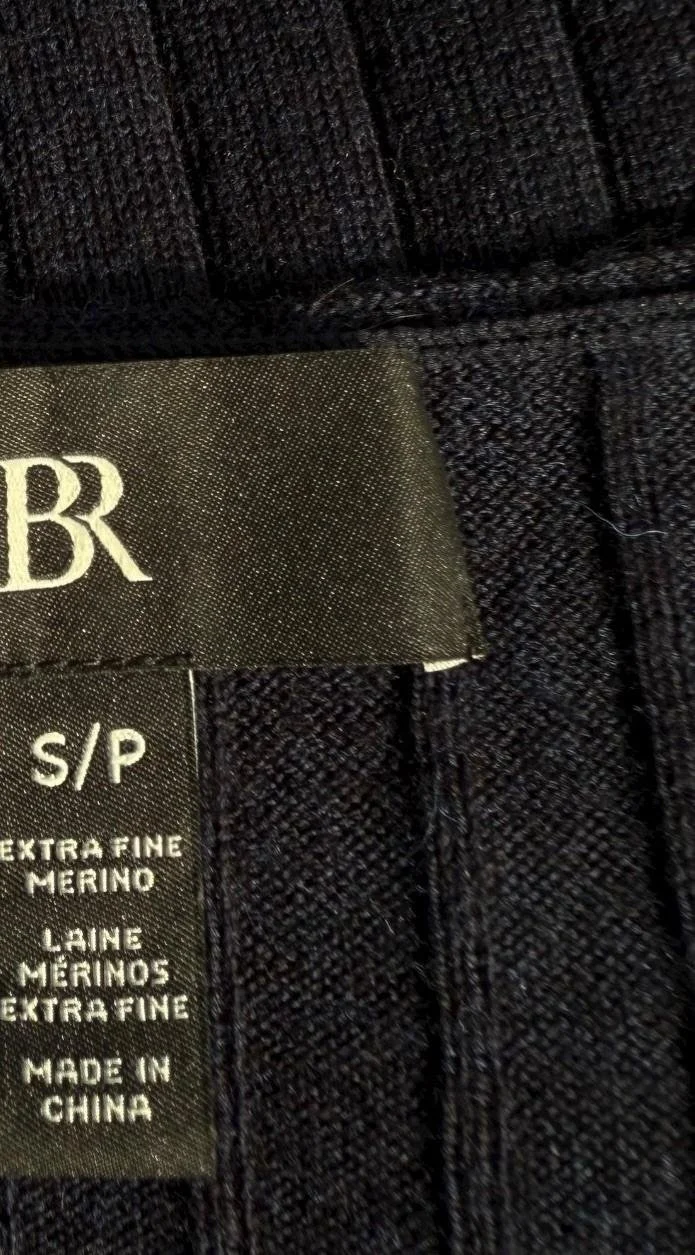 BR
S/P
EXTRA FINE
MERINO
LAINE
MÉRINOS
EXTRA FINE
MADE IN
CHINA